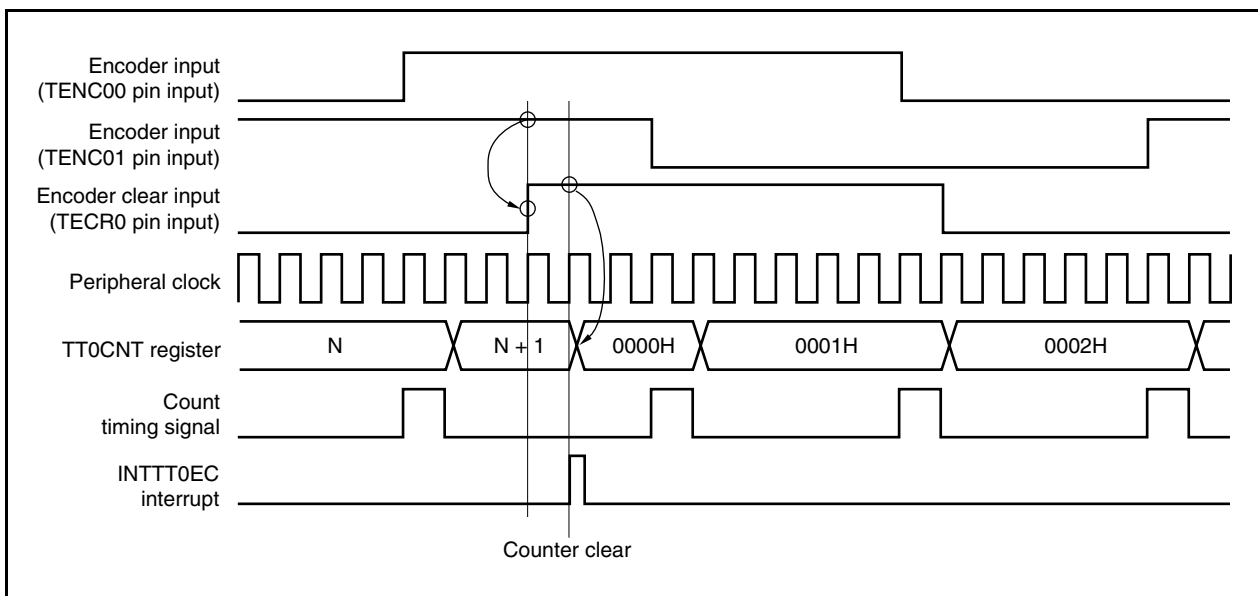 Encoder input
(TENC00 pin input)
Encoder input
(TENC01 pin input)
Encoder clear input
(TECR0 pin input)
Peripheral clock
TT0CNT register
N
N + 1
0000H
0001H
0002H
Count
timing signal
INTTT0EC
interrupt
Counter clear